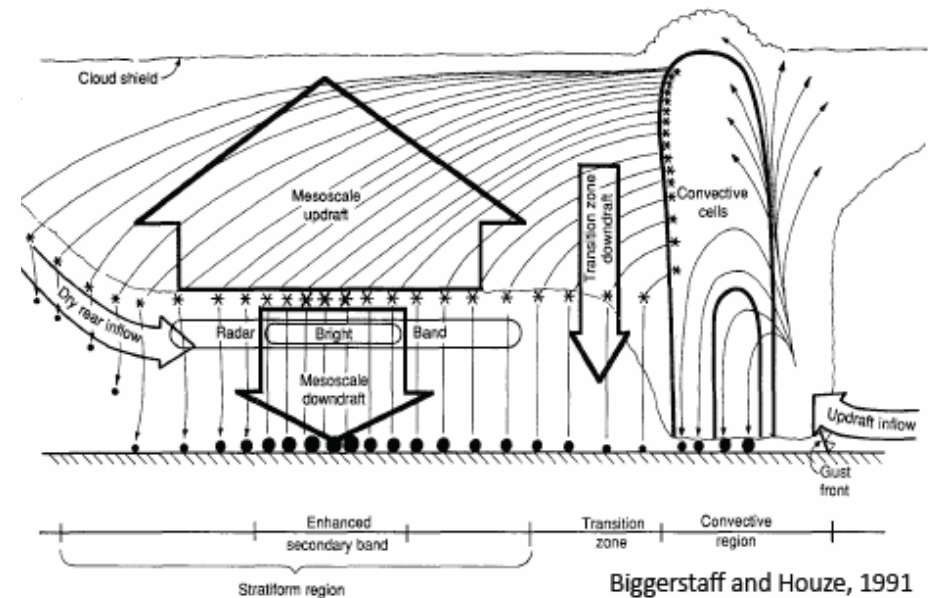 Cloud shield
Mesoscale
updraft
Transition zone
downdraft
Convective
cells
Dry rear inflow
Radar Bright Band
Mesoscale
downdraft
Updraft inflow
Gust
front
Enhanced
secondary band
Transition
zone
Convective
region
Stratiform region
Biggerstaff and Houze, 1991